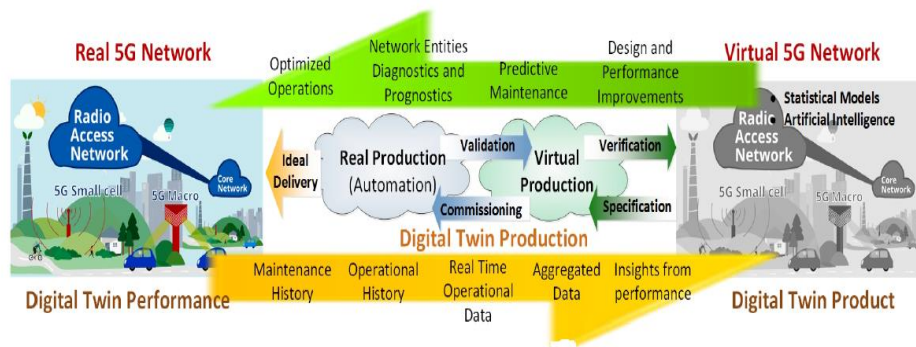 Real 5G Network
Virtual 5G Network
Optimized
Operations
Network Entities
Diagnostics and
Prognostics
Predictive
Maintenance
Design and
Performance
Improvements
Radio
Access
Network
Core
Network
5G Small cell
5G Macro
Ideal
Delivery
Real Production
(Automation)
Validation
Commissioning
Virtual
Production
Verification
Specification
Digital Twin Production
• Statistical Models
• Artificial Intelligence
Radio
Access
Network
Core
Network
5G Small cell
5G Macro
Digital Twin Performance
Maintenance
History
Operational
History
Real Time
Operational
Data
Aggregated
Data
Insights from
performance
Digital Twin Product